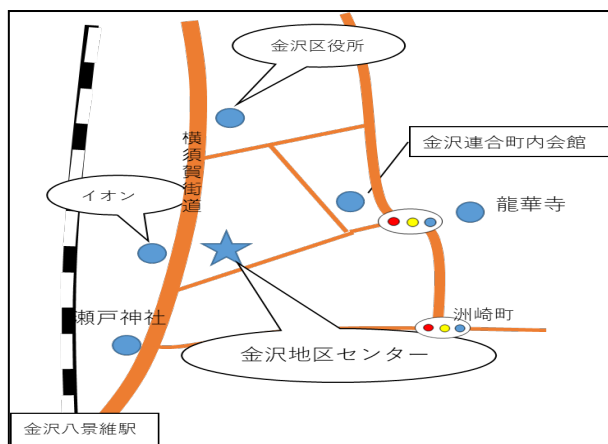 金沢区役所
横須賀街道
金沢連合町内会館
イオン
龍華寺
瀬戸神社
洲崎町
金沢地区センター
金沢八景維駅